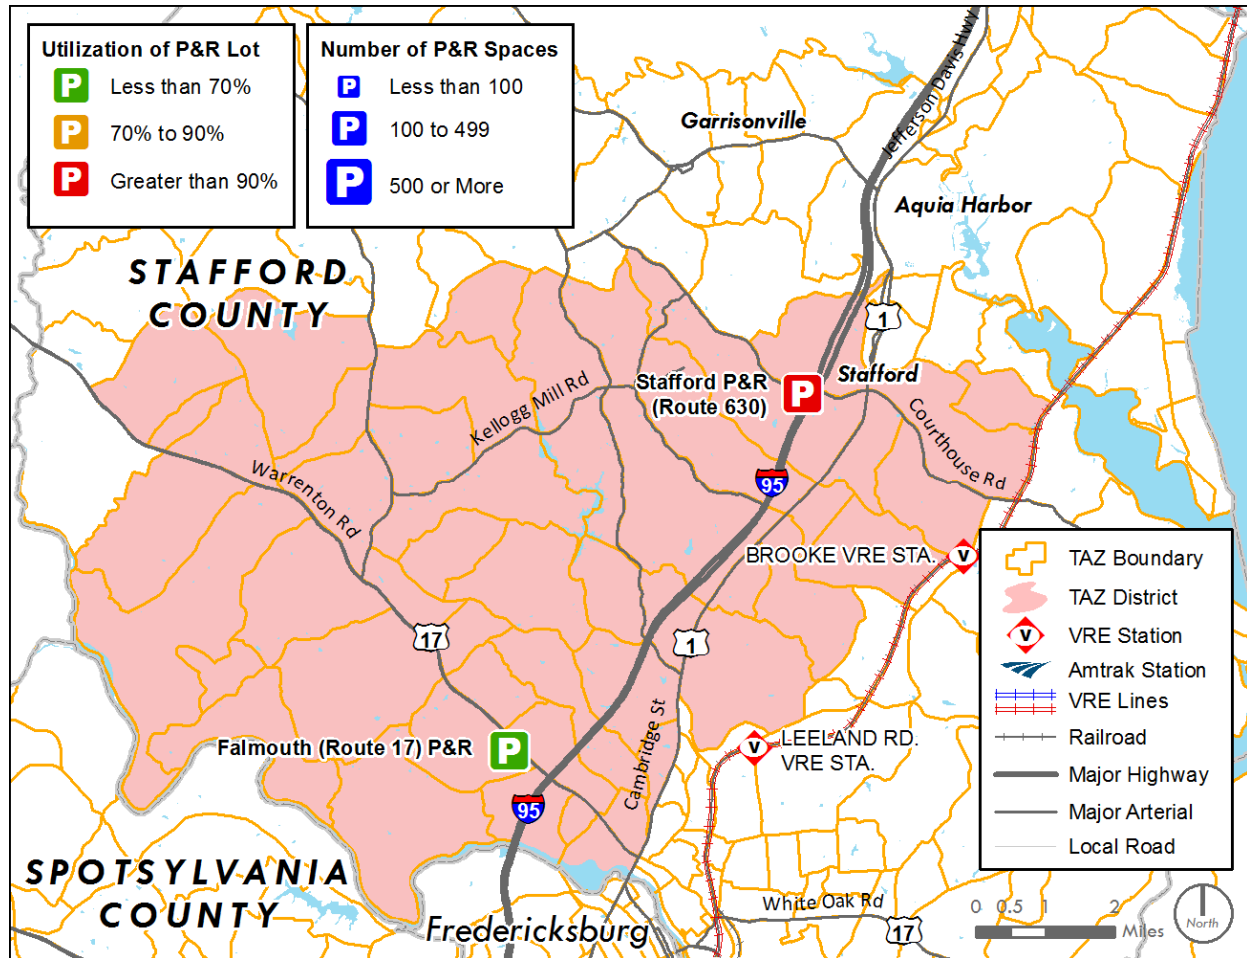 Utilization of P&R Lot
P Less than 70%
P 70% to 90%
P Greater than 90%
Number of P&R Spaces
P Less than 100
P 100 to 499
P 500 or More
Jefferson Davis Hwy
Garrisonville
Aquia Harbor
STAFFORD
COUNTY
1
Stafford
Stafford P&R
(Route 630)
P
Kellogg Mill Rd
Courthouse Rd
Warrenton Rd
95
BROOKE VRE STA.
V
17
1
Falmouth (Route 17) P&R
P
Cambridge St
V
LEELAND RD.
VRE STA.
95
SPOTSYLVANIA
COUNTY
Fredericksburg
White Oak Rd
17
TAZ Boundary
TAZ District
V VRE Station
Amtrak Station
VRE Lines
Railroad
Major Highway
Major Arterial
Local Road
0 0.5 1 2
Miles
North